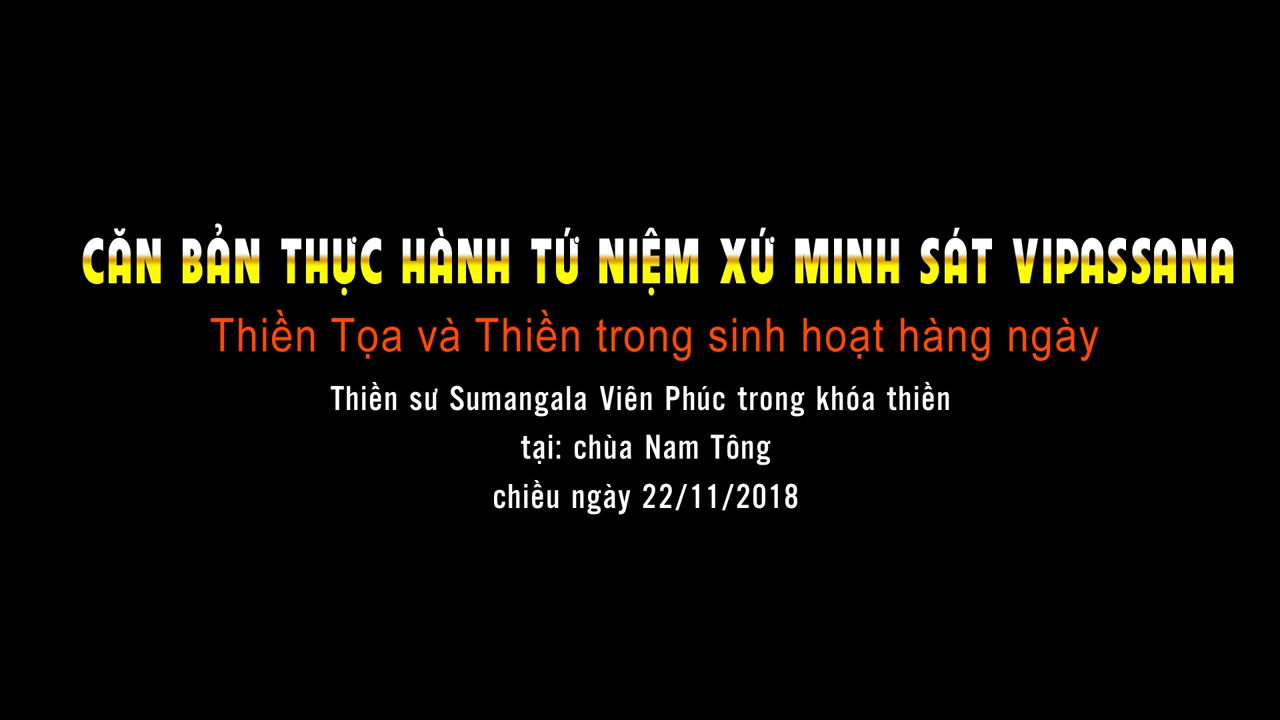 CĂN BẢN THỰC HÀNH TỨ NIỆM XỨ MINH SÁT VIPASSANA
Thiền Tọa và Thiền trong sinh hoạt hàng ngày
Thiền sư Sumangala Viên Phúc trong khóa thiền
tại: chùa Nam Tông
chiều ngày 22/11/2018